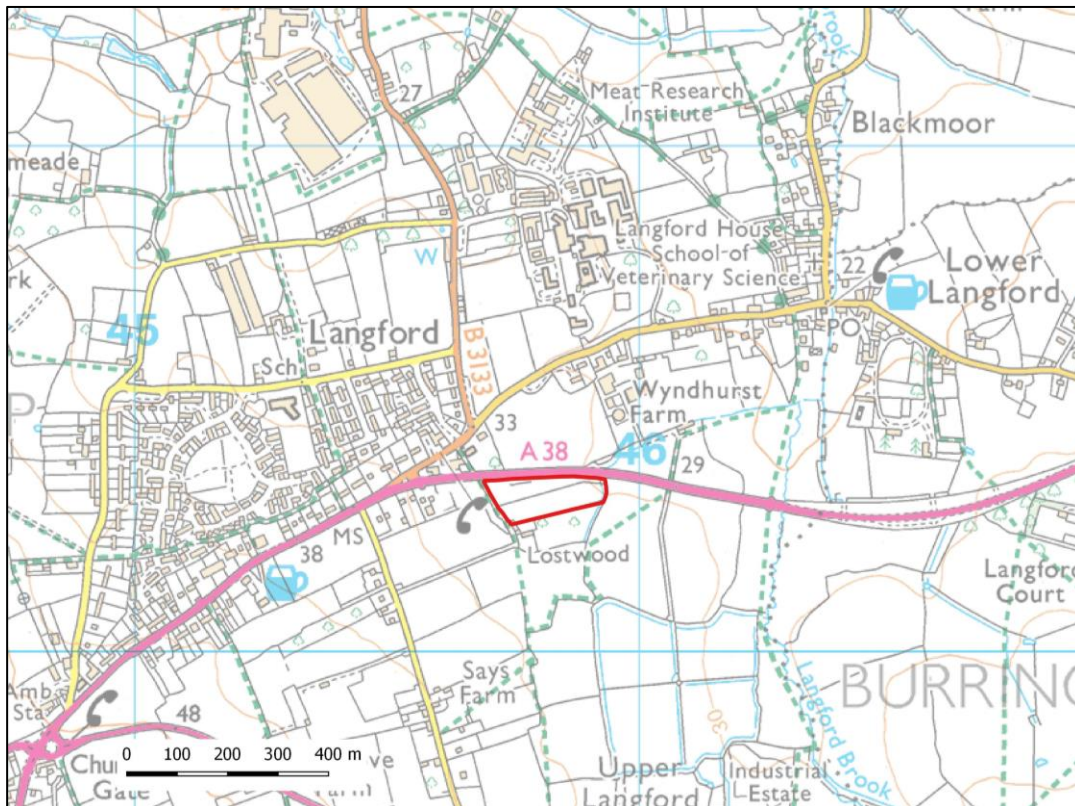 27
Meat Research
Institute
Brook
Blackmoor
meade
Langford House
School of
Veterinary Science
22
Lower
Langford
W
rk
45
Langford
B 3133
PO
Sch
Wyndhurst
Farm
33
A 38
46
29
MS
38
Lostwood
Langford
Court
Says
Farm
BURRING
Amb
Sta
48
30
Langford Brook
0 100 200 300 400 m
Chu
Gate
ve
Farm
Upper
Langford
Industrial
Estate